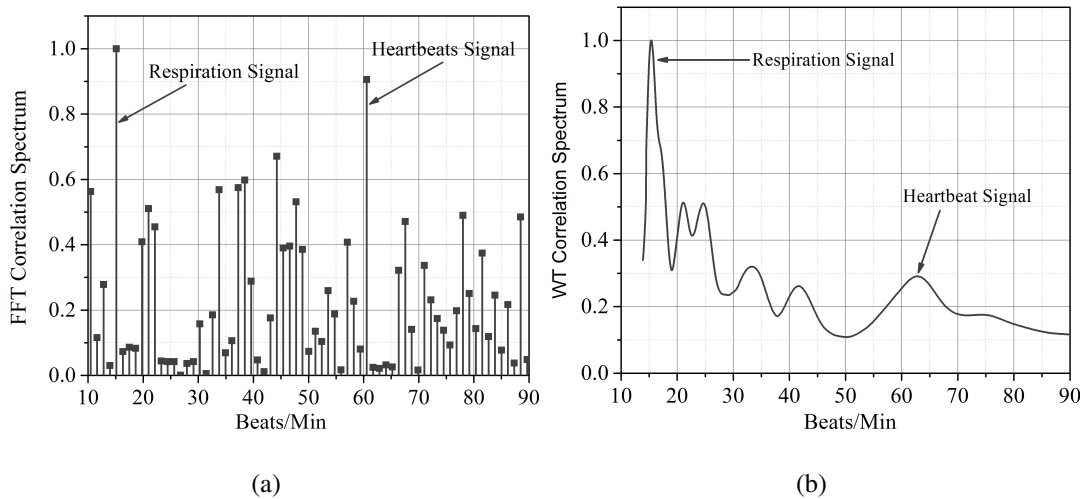 FFT Correlation Spectrum
1.0
0.8
0.6
0.4
0.2
0.0
Heartbeats Signal
Respiration Signal
10 20 30 40 50 60 70 80 90
Beats/Min
(a)
WT Correlation Spectrum
1.0
0.8
0.6
0.4
0.2
0.0
Respiration Signal
Heartbeat Signal
10 20 30 40 50 60 70 80 90
Beats/Min
(b)